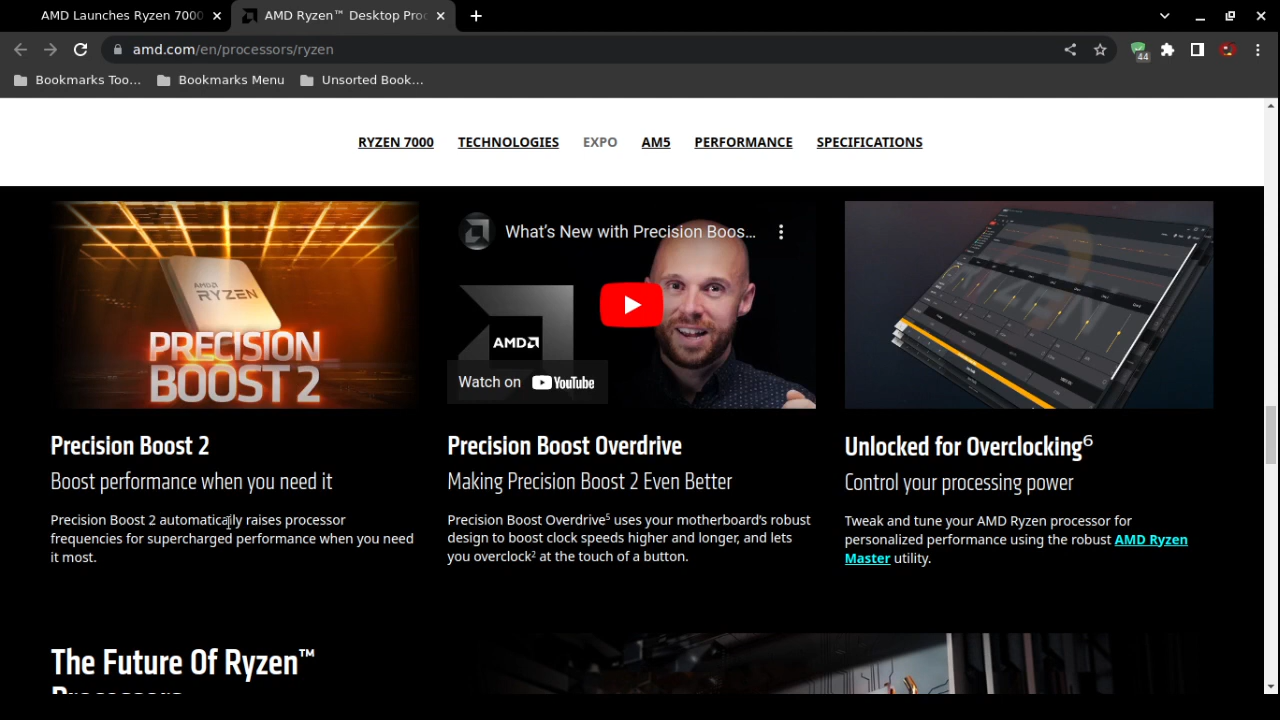 AMD Launches Ryzen 7000
AMD Ryzen™ Desktop Proc
amd.com/en/processors/ryzen
44
Bookmarks Too...
Bookmarks Menu
Unsorted Book...
RYZEN 7000
TECHNOLOGIES
EXPO
AM5
PERFORMANCE
SPECIFICATIONS
AMD
RYZEN
PRECISION
BOOST 2
What's New with Precision Boos...
AMD
Watch on YouTube
Precision Boost 2
Boost performance when you need it
Precision Boost 2 automatically raises processor
frequencies for supercharged performance when you need
it most.
Precision Boost Overdrive
Making Precision Boost 2 Even Better
Precision Boost Overdrive⁵ uses your motherboard's robust
design to boost clock speeds higher and longer, and lets
you overclock² at the touch of a button.
Unlocked for Overclocking⁶
Control your processing power
Tweak and tune your AMD Ryzen processor for
personalized performance using the robust AMD Ryzen
Master utility.
The Future Of Ryzen™
Processors